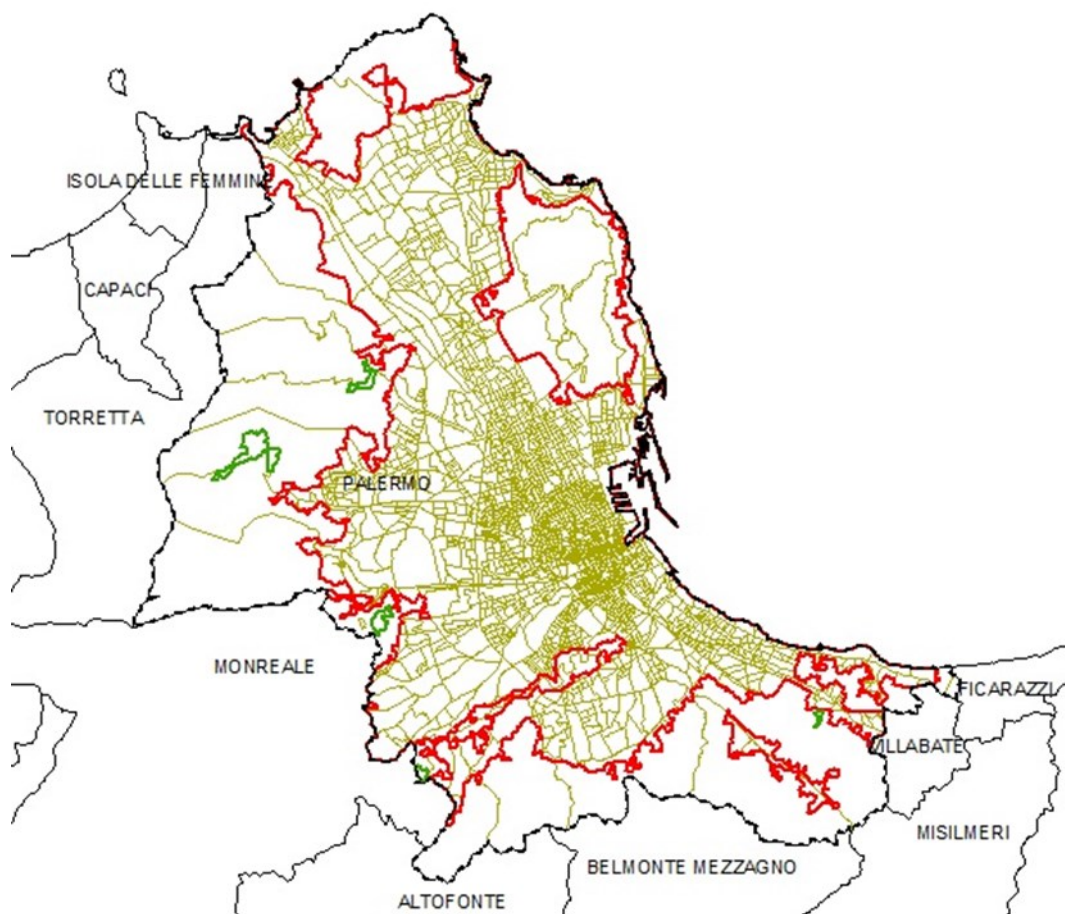 ISOLA DELLE FEMMINE
CAPACI
TORRETTA
PALERMO
MONREALE
FICARAZZI
VILLABATE
MISILMERI
BELMONTE MEZZAGNO
ALTOFONTE